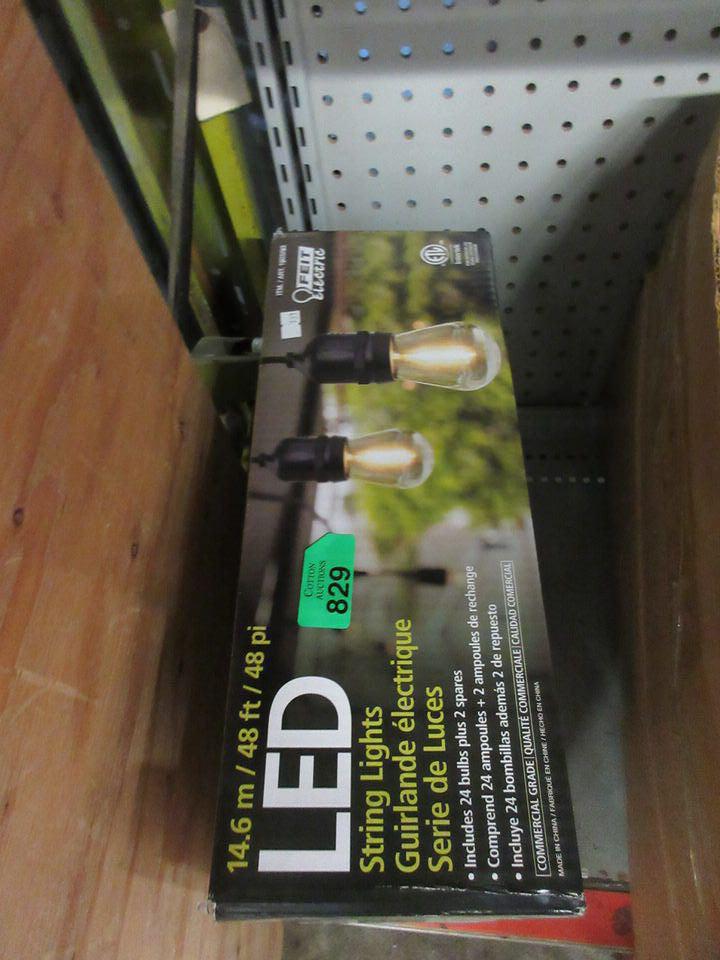 FEIT
Electric
COTTON
AUCTIONS
829
14.6 m / 48 ft / 48 pi
LED
String Lights
Guirlande électrique
Serie de Luces
• Includes 24 bulbs plus 2 spares
• Comprend 24 ampoules + 2 ampoules de rechange
• Incluye 24 bombillas además 2 de repuesto
COMMERCIAL GRADE | QUALITÉ COMMERCIALE | CALIDAD COMERCIAL
MADE IN CHINA / FABRIQUÉ EN CHINE / HECHO EN CHINA